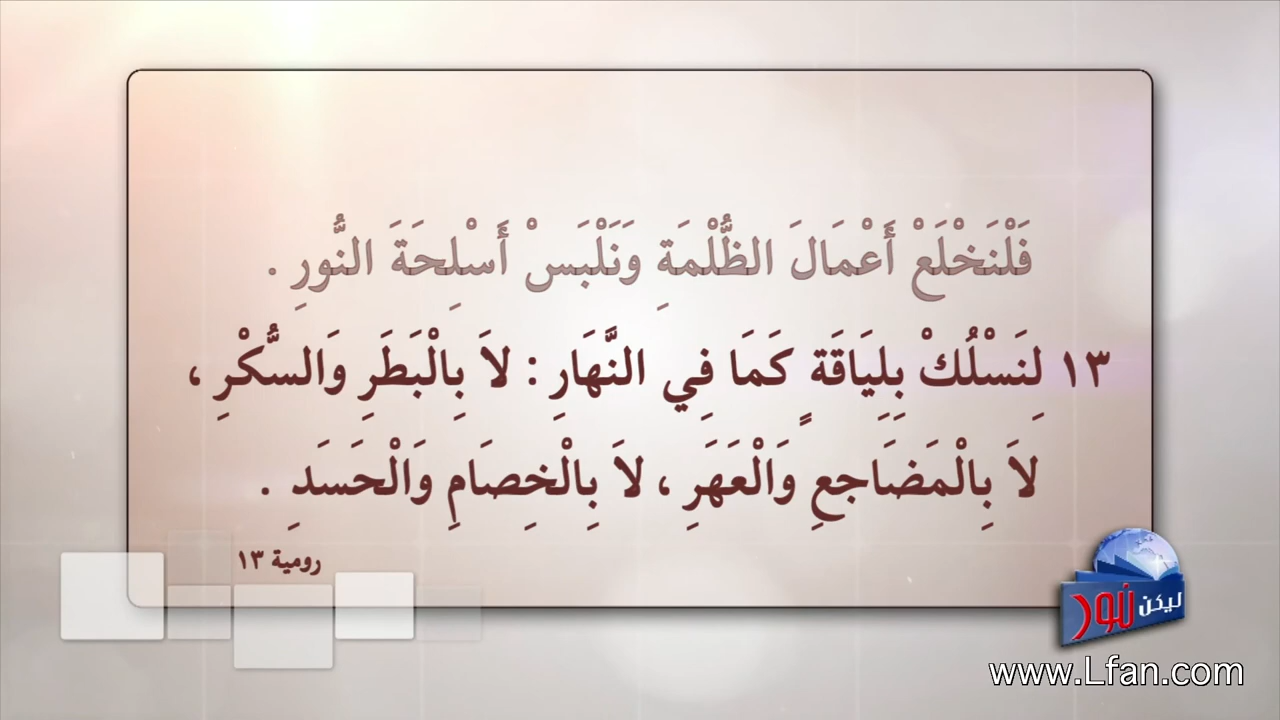 فَلْنَخْلَعْ أَعْمَالَ الظُّلْمَةِ وَنَلْبَسْ أَسْلِحَةَ النُّورِ .
١٣ لِنَسْلُكْ بِلِيَاقَةٍ كَمَا فِي النَّهَارِ : لاَ بِالْبَطَرِ وَالسُّكْرِ ،
لاَ بِالْمَضَاجعِ وَالْعَهَرِ ، لاَ بِالْخِصَامِ وَالْحَسَدِ .
رومية ١٣
ليكن نور
www.Lfan.com